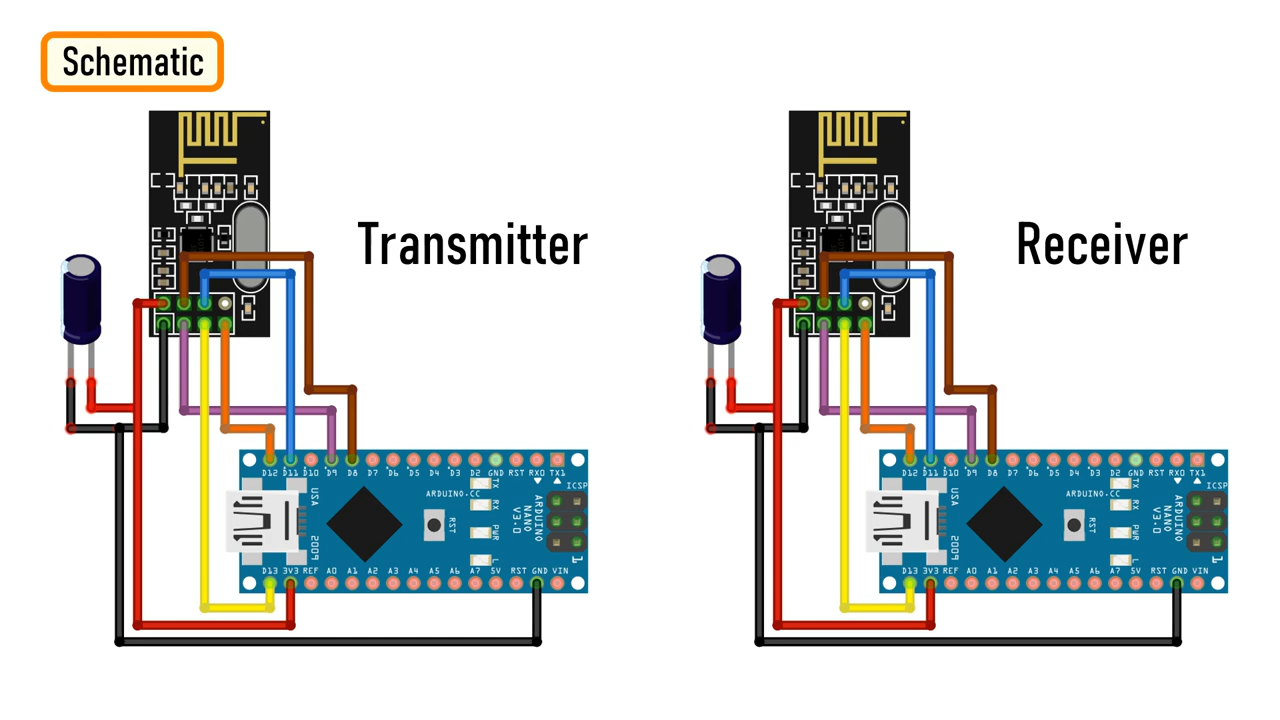 Schematic
Transmitter
Receiver
D12 D11 D10 D9 D8 D7 D6 D5 D4 D3 D2 GND RST RX0 TX1
USA
TX
RX
PWR
L
ARDUINO.CC
RST
ICSP
ARDUINO
NANO
V3.0
1
2009
D13 3V3 REF A0 A1 A2 A3 A4 A5 A6 A7 5V RST GND VIN
D12 D11 D10 D9 D8 D7 D6 D5 D4 D3 D2 GND RST RX0 TX1
USA
TX
RX
PWR
L
ARDUINO.CC
RST
ICSP
ARDUINO
NANO
V3.0
1
2009
D13 3V3 REF A0 A1 A2 A3 A4 A5 A6 A7 5V RST GND VIN